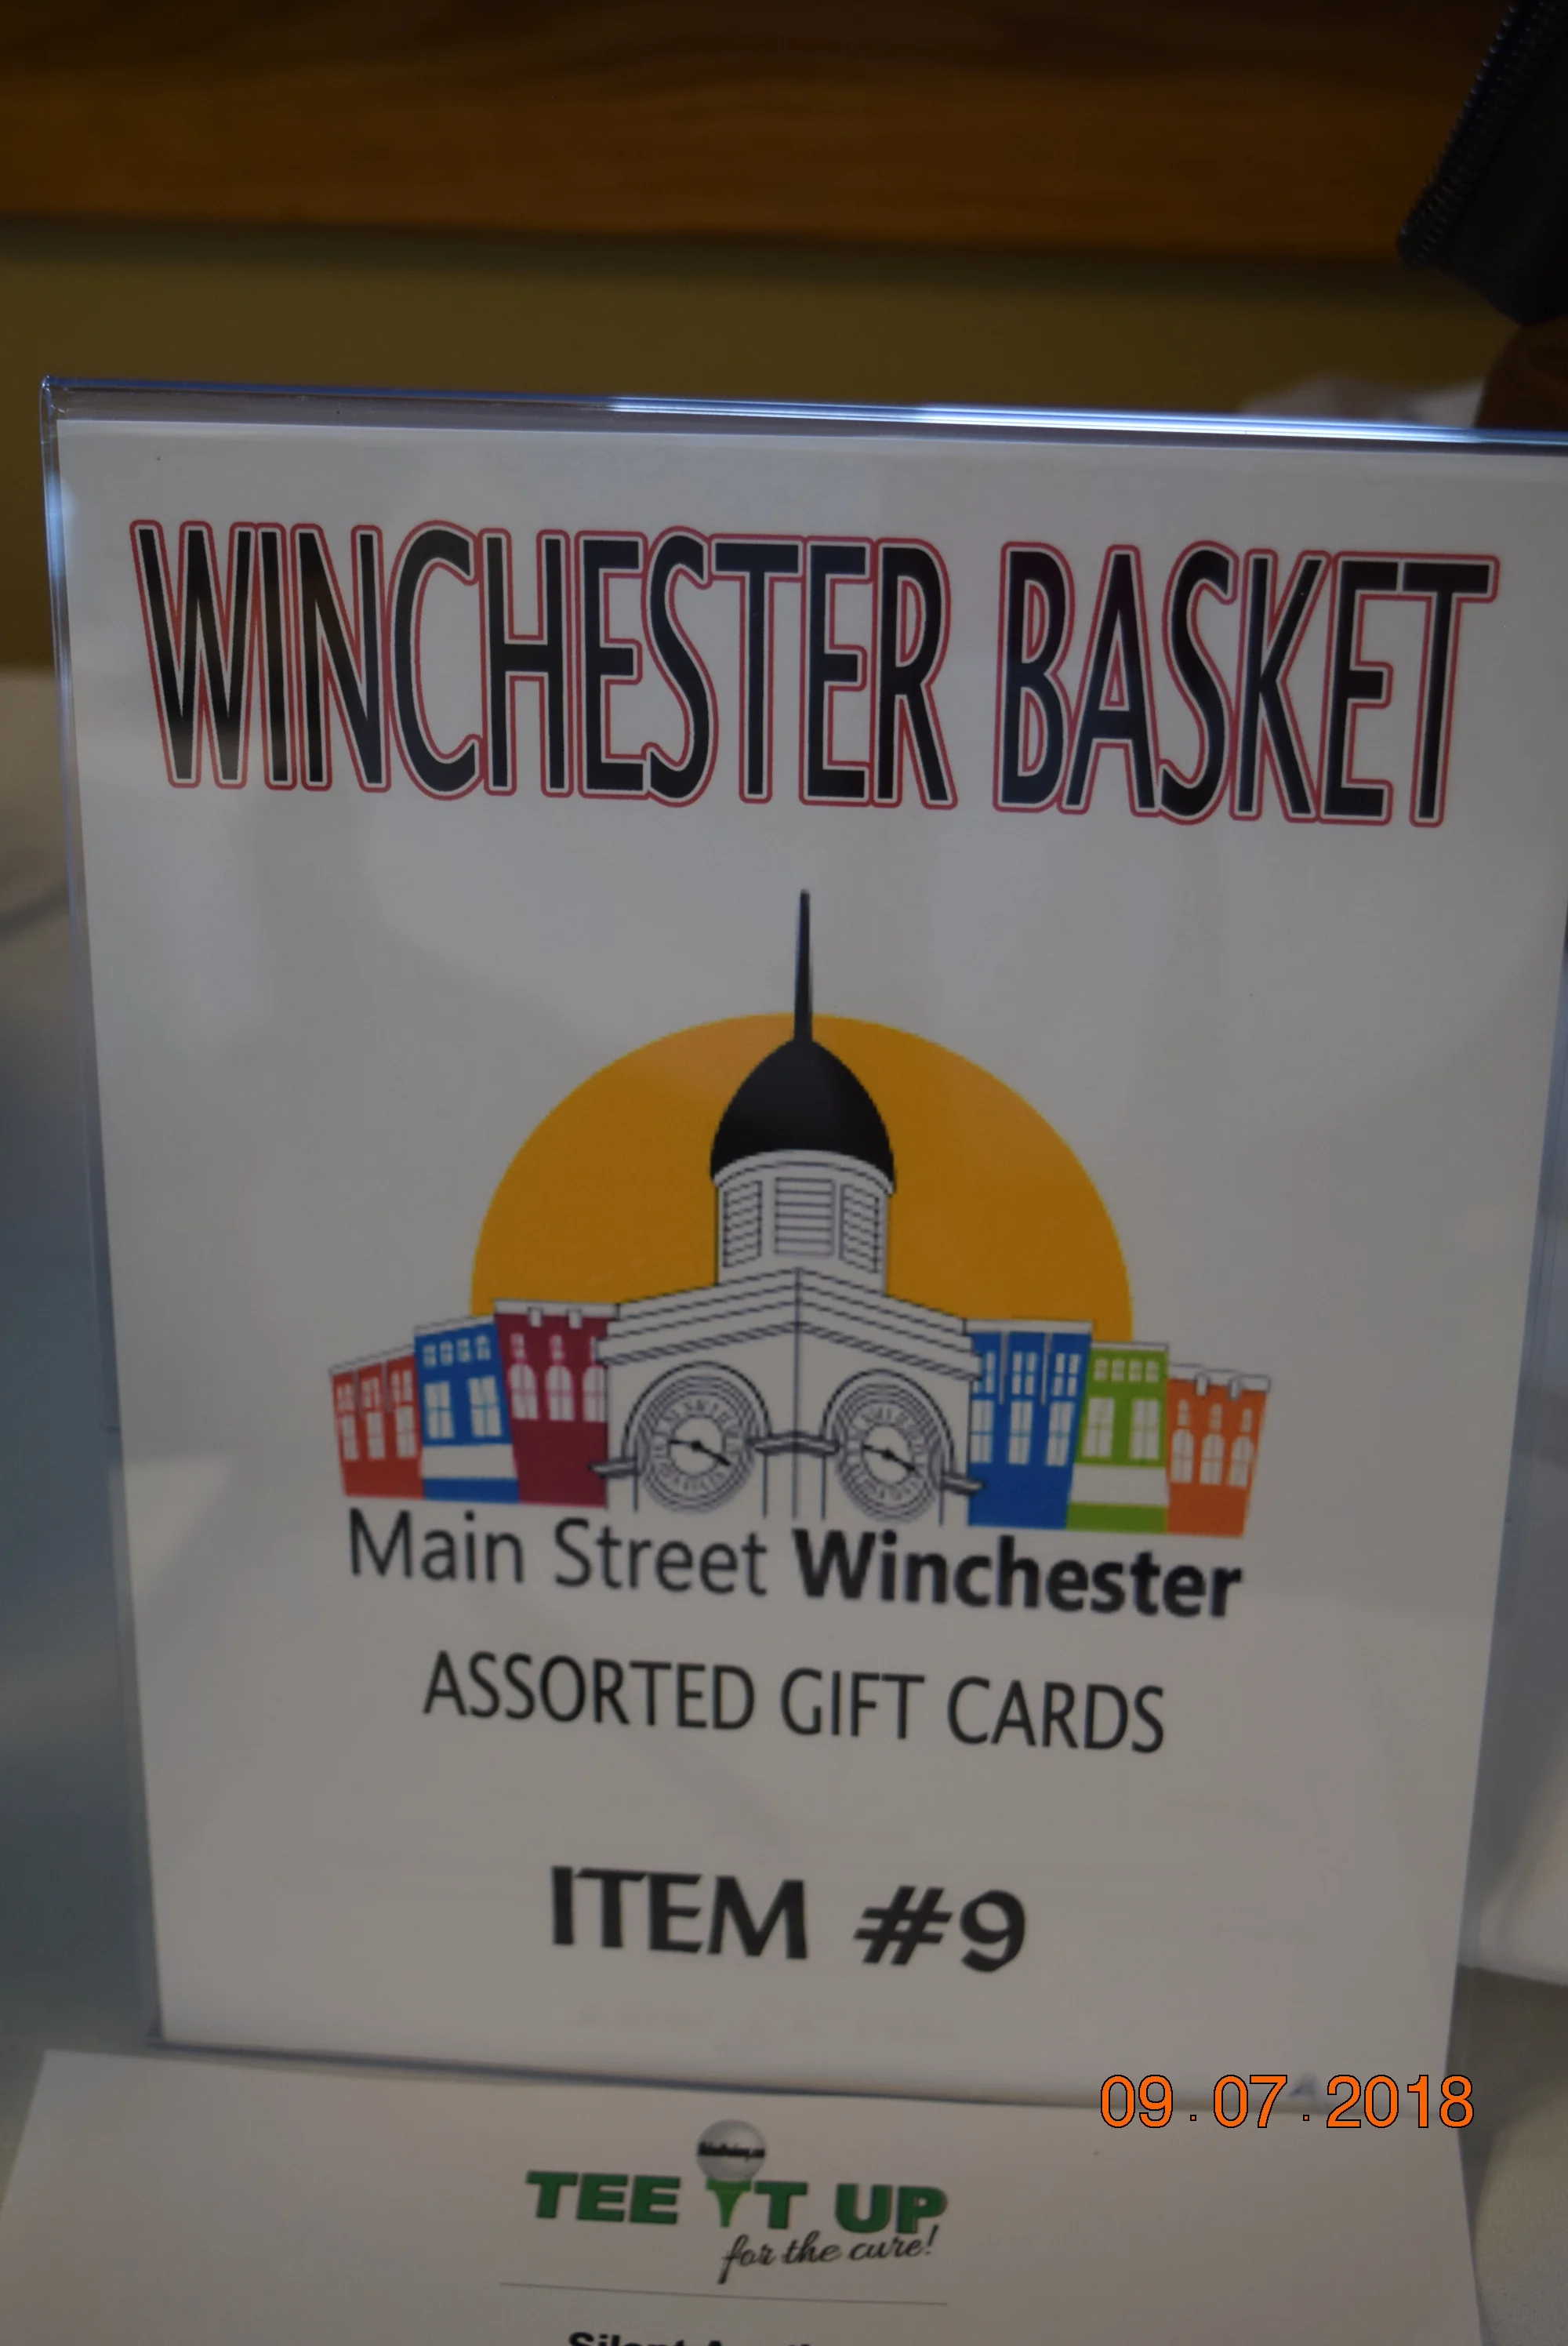 WINCHESTER BASKET
Main Street Winchester
ASSORTED GIFT CARDS
ITEM #9
09.07.2018
TEE IT UP
for the cure!
Silent